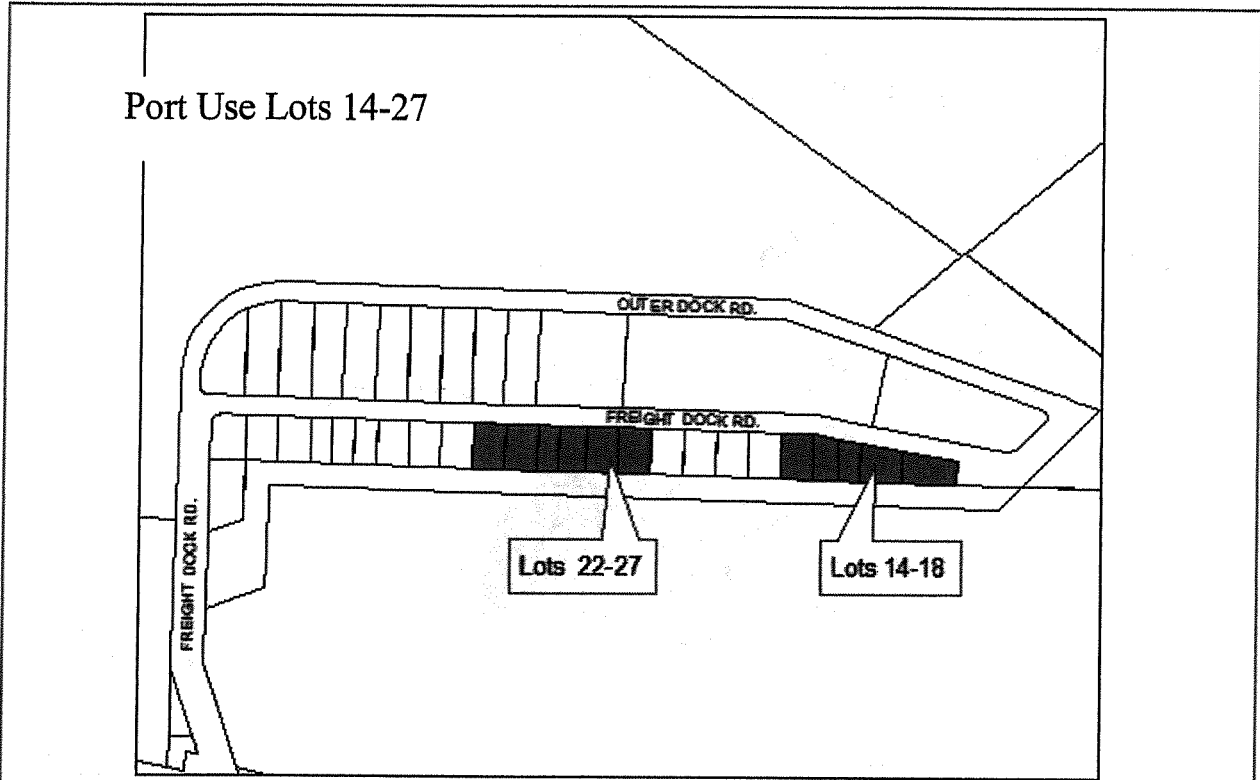 Port Use Lots 14-27
OUTER DOCK RD.
FREIGHT DOCK RD.
FREIGHT DOCK RD.
Lots 22-27
Lots 14-18